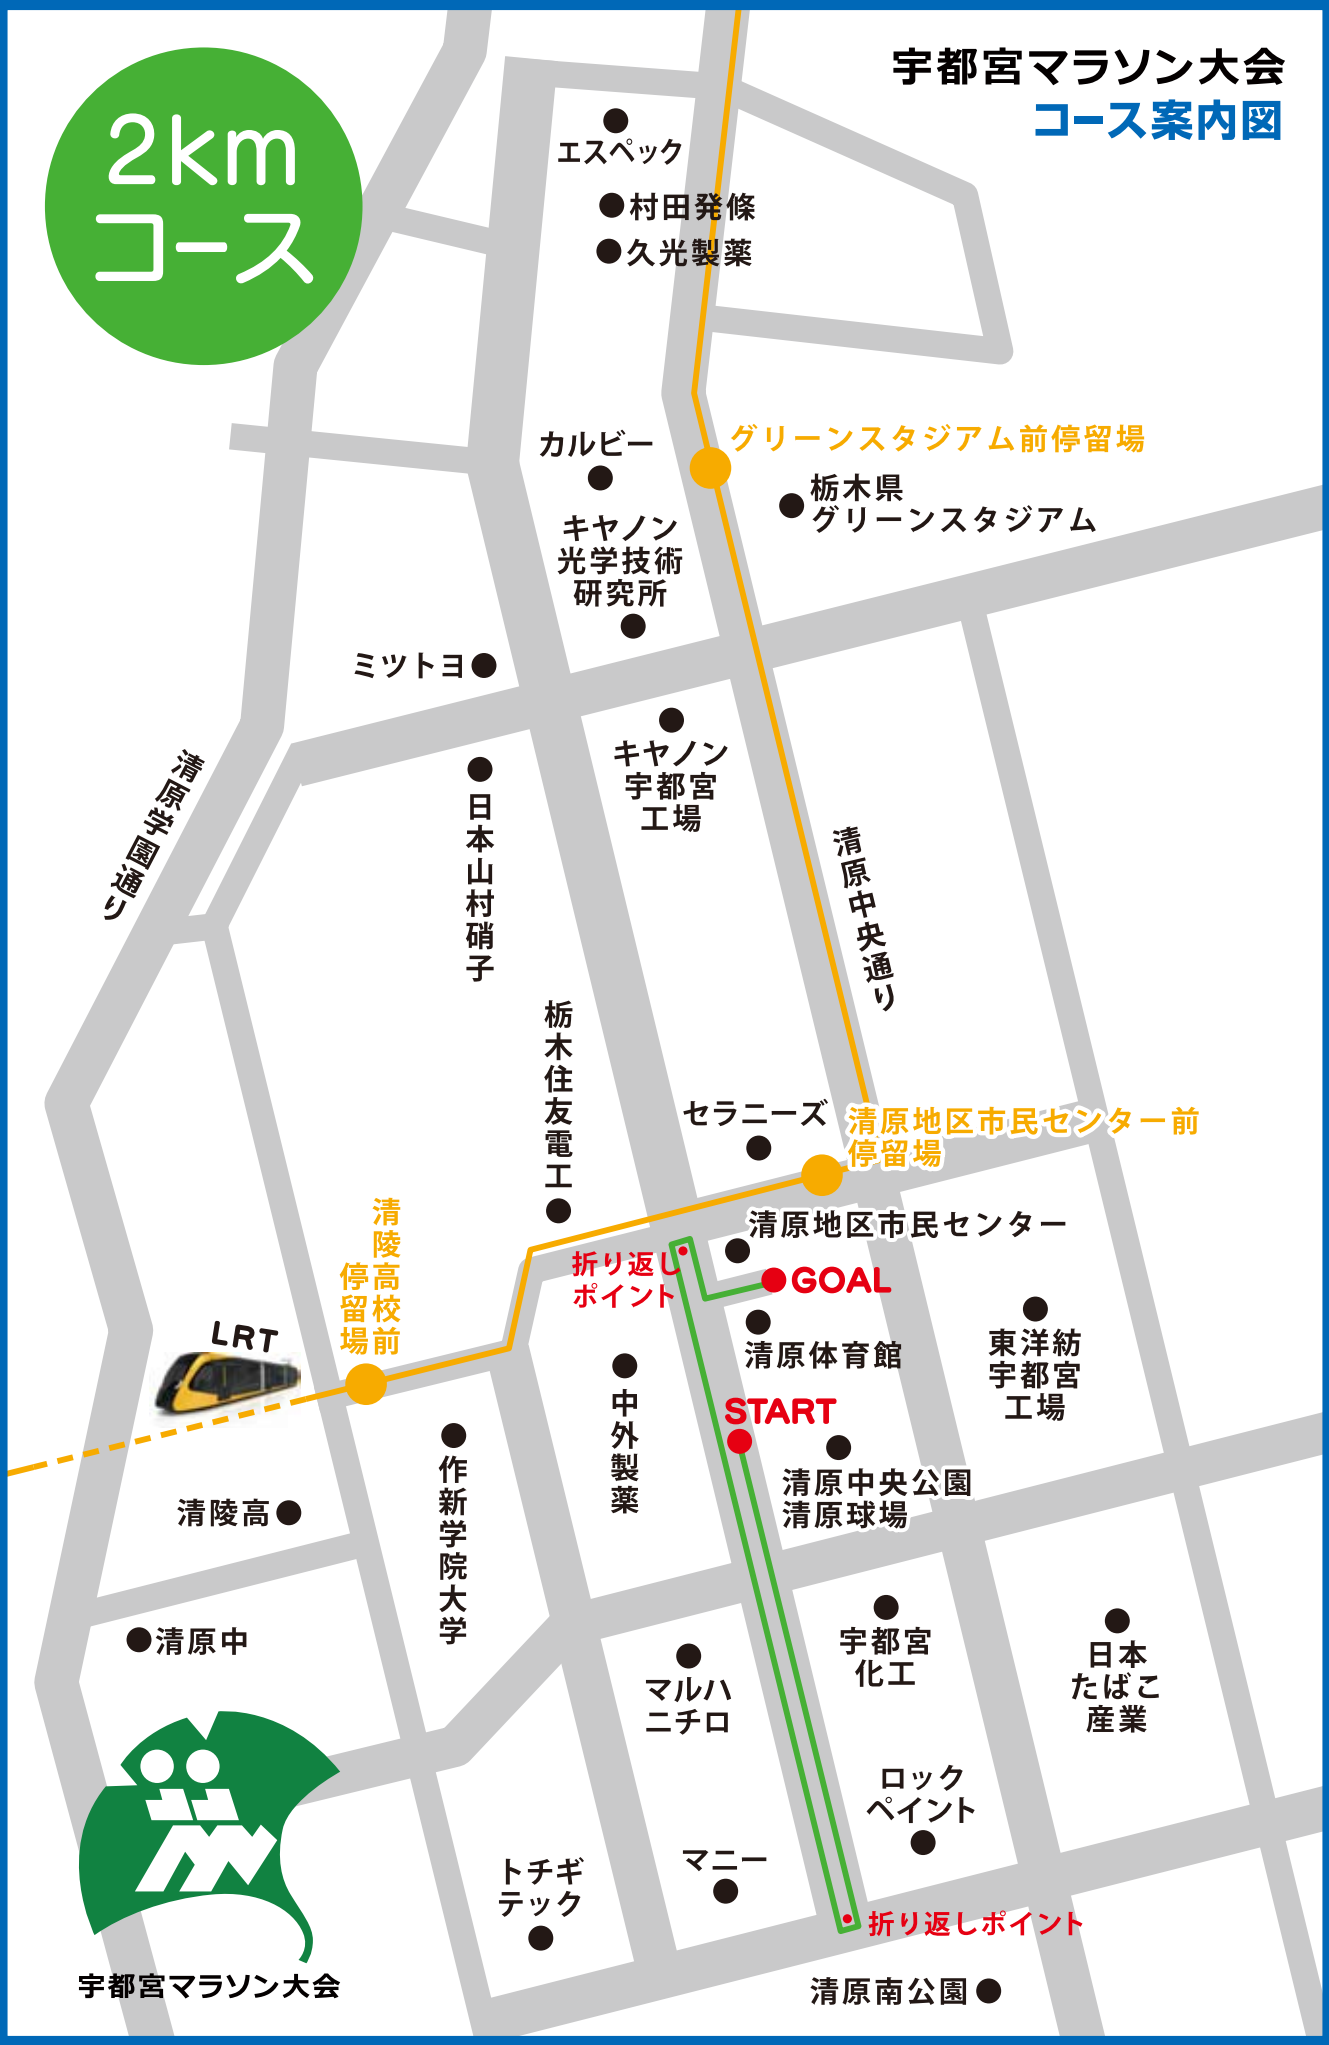 2km
コース
宇都宮マラソン大会
コース案内図
エスペック
村田発條
久光製薬
グリーンスタジアム前停留場
カルビー
栃木県
グリーンスタジアム
キヤノン
光学技術
研究所
ミツトヨ
キヤノン
宇都宮
工場
清原学園通り
日本山村硝子
清原中央通り
栃木住友電工
セラニーズ
清原地区市民センター前
停留場
清陵高校前
停留場
清原地区市民センター
折り返し
ポイント
GOAL
LRT
清原体育館
東洋紡
宇都宮
工場
中外製薬
START
作新学院大学
清原中央公園
清原球場
清陵高
清原中
宇都宮
化工
日本
たばこ
産業
マルハ
ニチロ
ロック
ペイント
マニー
トチギ
テック
折り返しポイント
清原南公園
宇都宮マラソン大会